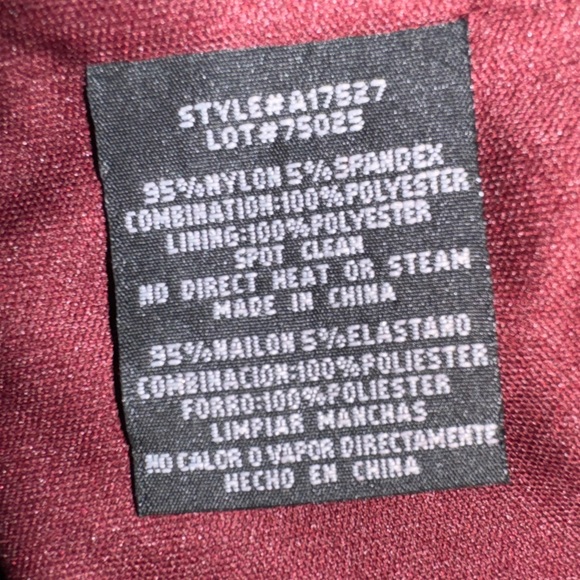 STYLE#A17527
LOT#75025
95%NYLON 5%SPANDEX
COMBINATION:100%POLYESTER
LINING:100%POLYESTER
SPOT CLEAN
NO DIRECT HEAT OR STEAM
MADE IN CHINA
95%NAILON 5%ELASTANO
COMBINACION:100%POLIESTER
FORRO:100%POLIESTER
LIMPIAR MANCHAS
NO CALOR O VAPOR DIRECTAMENTE
HECHO EN CHINA